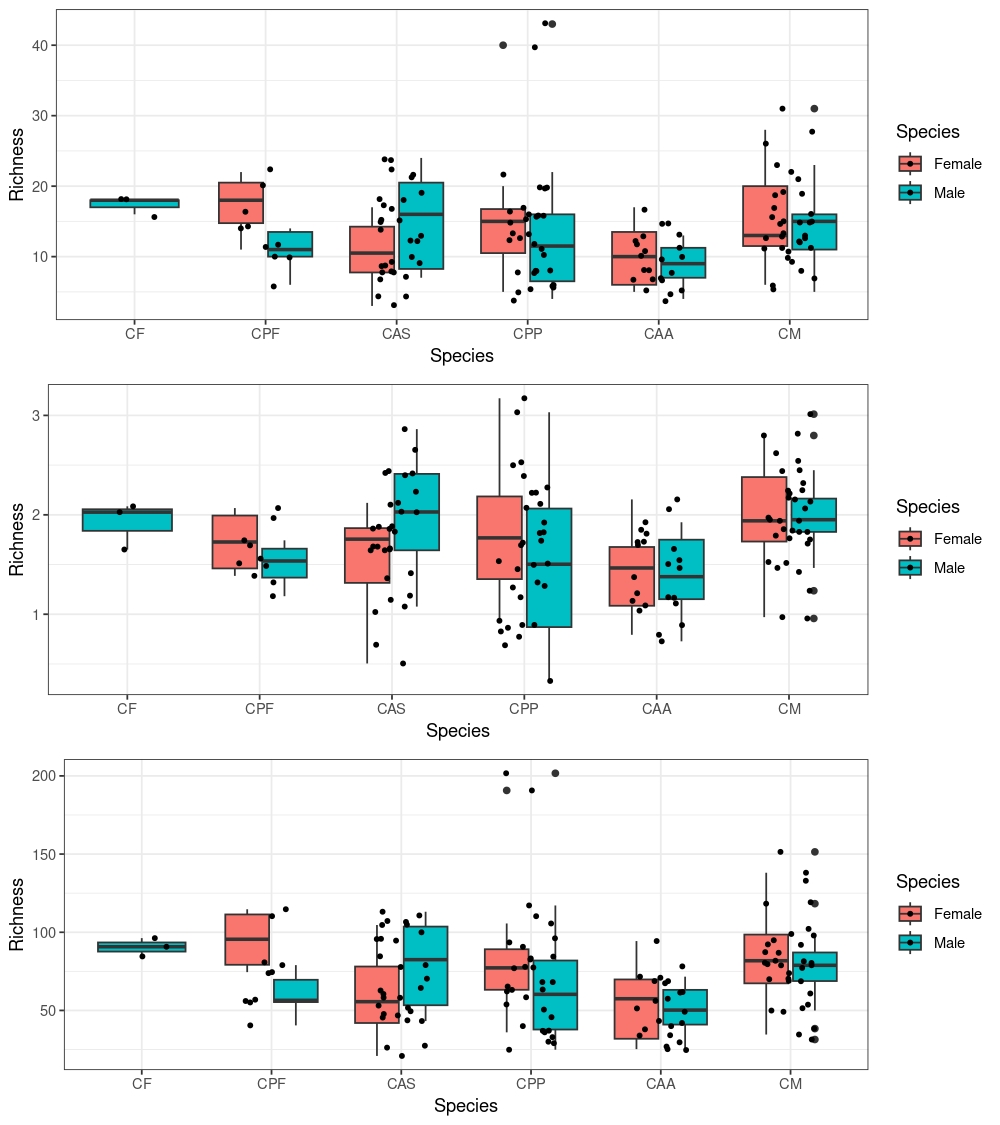 Richness
40
30
20
10
CF CPF CAS CPP CAA CM
Species
Species
Female
Male
Richness
3
2
1
CF CPF CAS CPP CAA CM
Species
Species
Female
Male
Richness
200
150
100
50
CF CPF CAS CPP CAA CM
Species
Species
Female
Male